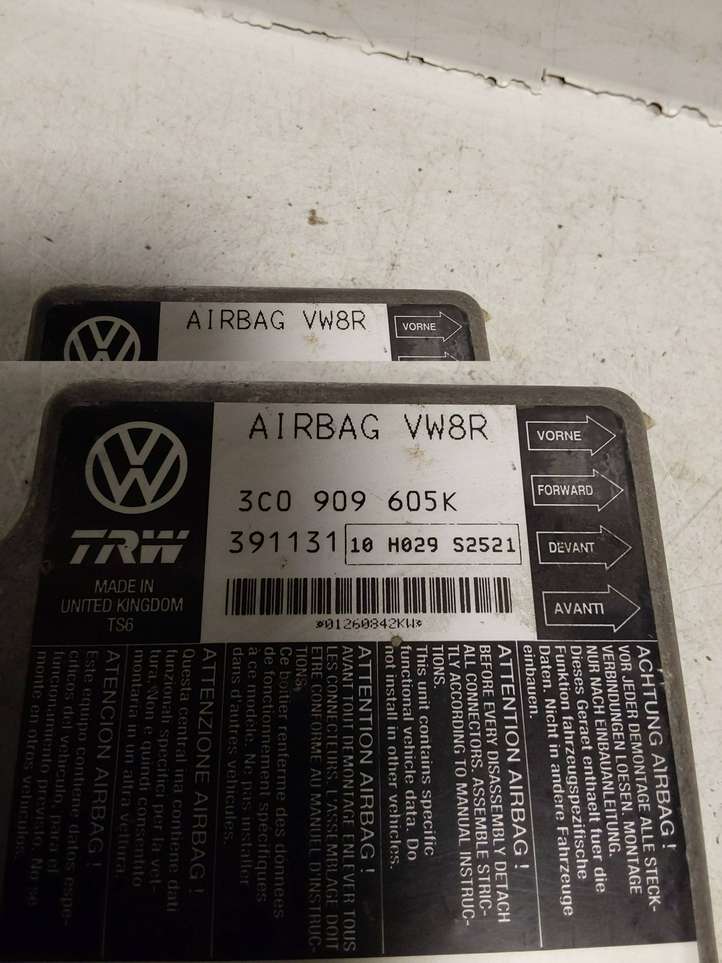 AIRBAG VW8R
VORNE
AIRBAG VW8R
3C0 909 605K
391131 10 H029 S2521
*01260842KW*
TRW
MADE IN
UNITED KINGDOM
TS6
VORNE
FORWARD
DEVANT
AVANTI
ACHTUNG AIRBAG !
VOR JEDER DEMONTAGE ALLE STECK-
VERBINDUNGEN LOESEN. MONTAGE
NUR NACH EINBAUANLEITUNG.
Dieses Geraet enthaelt fuer die
Funktion fahrzeugspezifische
Daten. Nicht in andere Fahrzeuge
einbauen.
ATTENTION AIRBAG !
BEFORE EVERY DISASSEMBLY DETACH
ALL CONNECTORS. ASSEMBLE STRIC-
TLY ACCORDING TO MANUAL INSTRUC-
TIONS.
This unit contains specific
functional vehicle data. Do
not install in other vehicles.
ATTENTION AIRBAG !
AVANT TOUT DEMONTAGE ENLEVER TOUS
LES CONNECTEURS. L'ASSEMBLAGE DOIT
ETRE CONFORME AU MANUEL D'INSTRUC-
TIONS.
Ce boitier renferme des donnees
de fonctionnement specifiques
a ce modele. Ne pas installer
dans d'autres vehicules.
ATTENZIONE AIRBAG !
Questa central ina contiene dati
funzionali specifici per la vet-
tura. Non e quindi consentito
montarla in un altra vettura.
ATENCION AIRBAG !
Este equipo contiene datos espe-
cificos del vehiculo, para el
funcionamiento previsto. No se
monte en otros vehiculos.